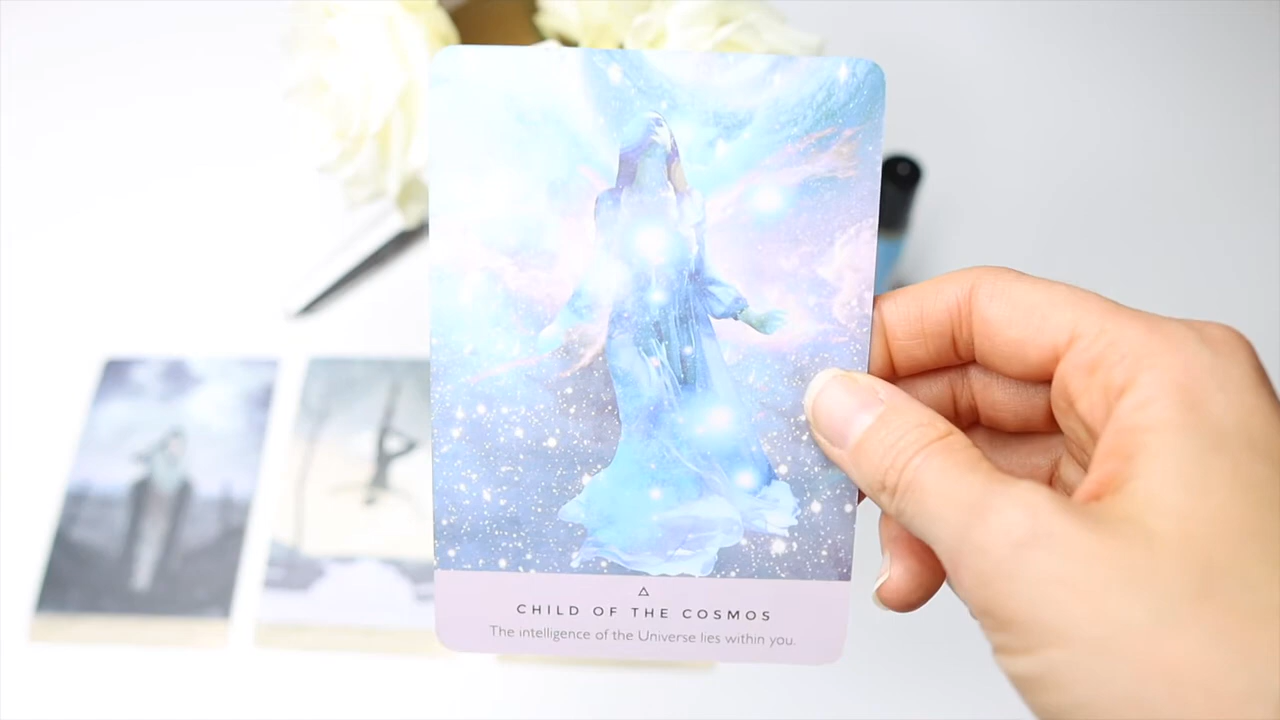 CHILD OF THE COSMOS
The intelligence of the Universe lies within you.